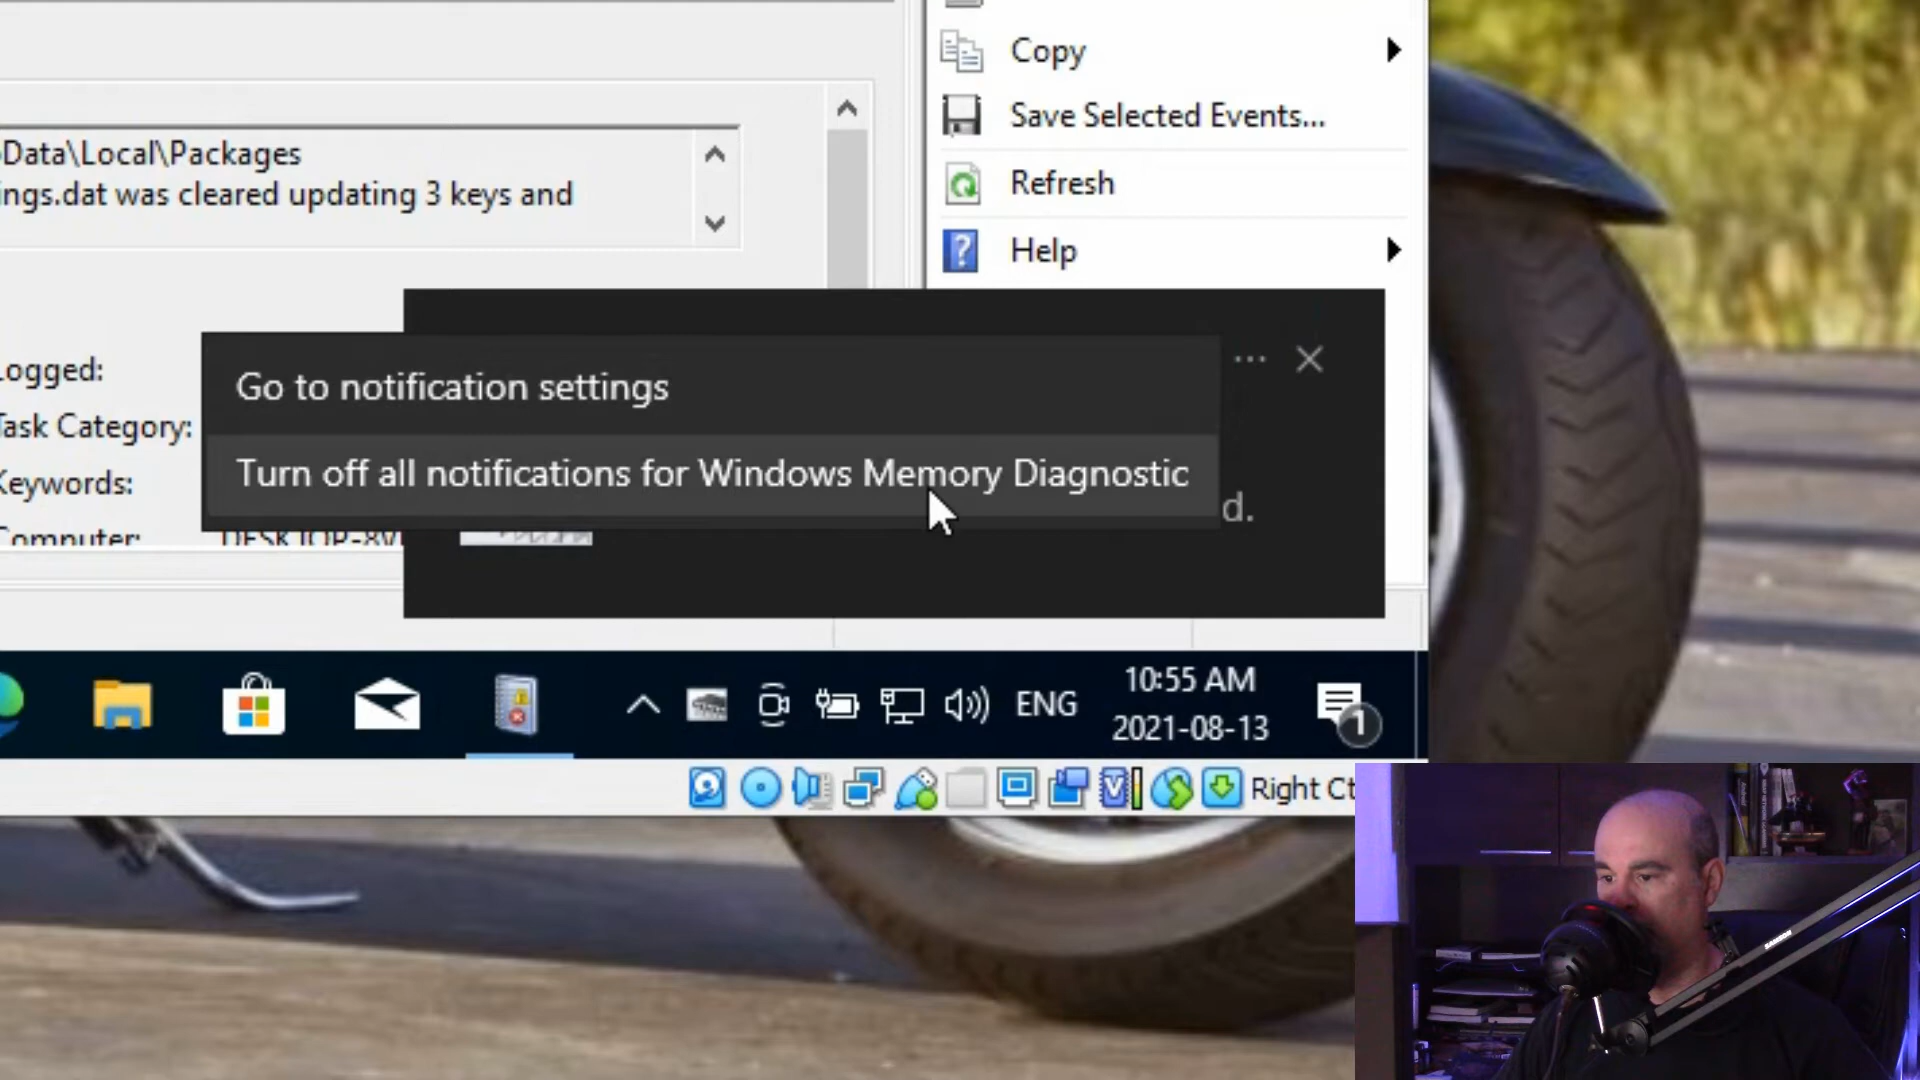 Copy
Save Selected Events...
Data\Local\Packages
ings.dat was cleared updating 3 keys and
Refresh
Help
Logged:
Go to notification settings
Task Category:
Turn off all notifications for Windows Memory Diagnostic
Keywords:
d.
Computer:
ENG
10:55 AM
2021-08-13
1
Right Ct
SAMSON